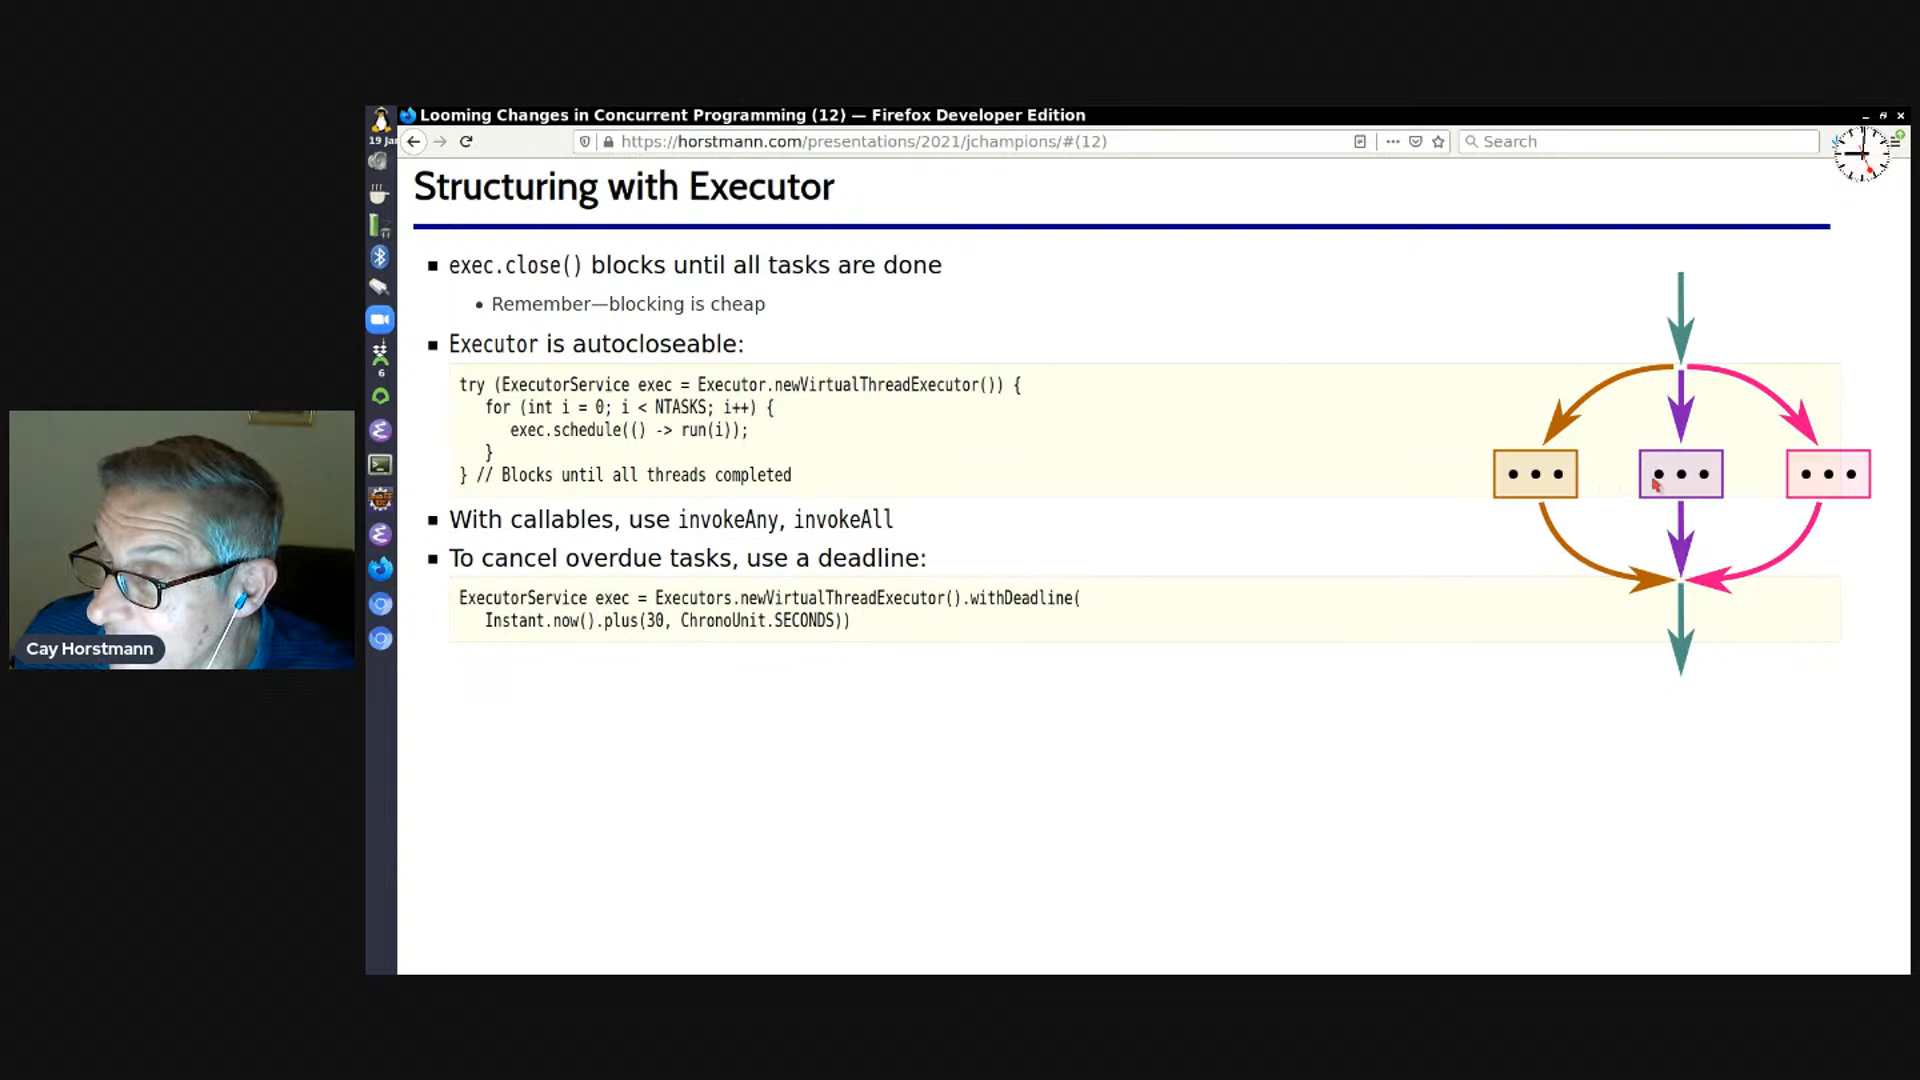 Looming Changes in Concurrent Programming (12) — Firefox Developer Edition
19 Jan
https://horstmann.com/presentations/2021/jchampions/#(12)
Search
Structuring with Executor
exec.close() blocks until all tasks are done
Remember—blocking is cheap
Executor is autocloseable:
try (ExecutorService exec = Executor.newVirtualThreadExecutor()) {
for (int i = 0; i < NTASKS; i++) {
exec.schedule(() -> run(i));
}
} // Blocks until all threads completed
With callables, use invokeAny, invokeAll
To cancel overdue tasks, use a deadline:
ExecutorService exec = Executors.newVirtualThreadExecutor().withDeadline(
Instant.now().plus(30, ChronoUnit.SECONDS))
6
Cay Horstmann